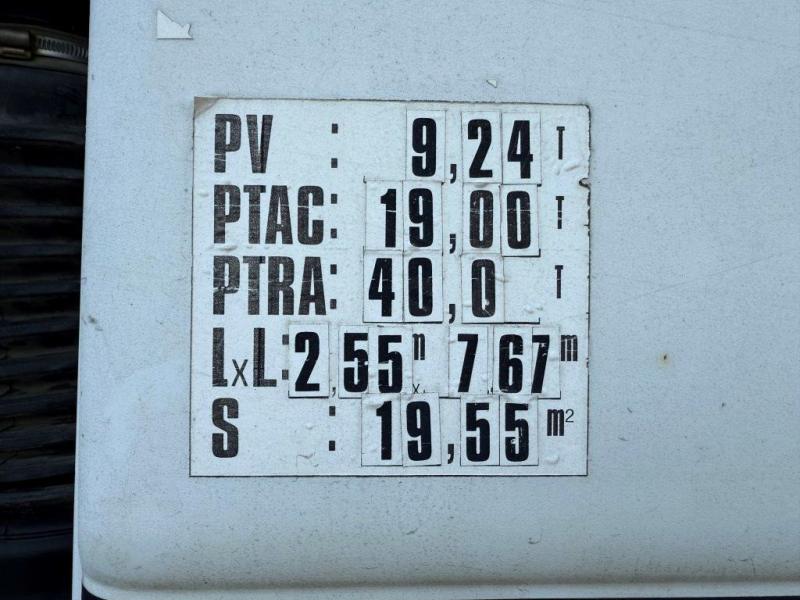 PV : 9,24 T
PTAC: 19,00 T
PTRA: 40,0 T
LxL: 2,55 m x 7,67 m
S : 19,55 m²